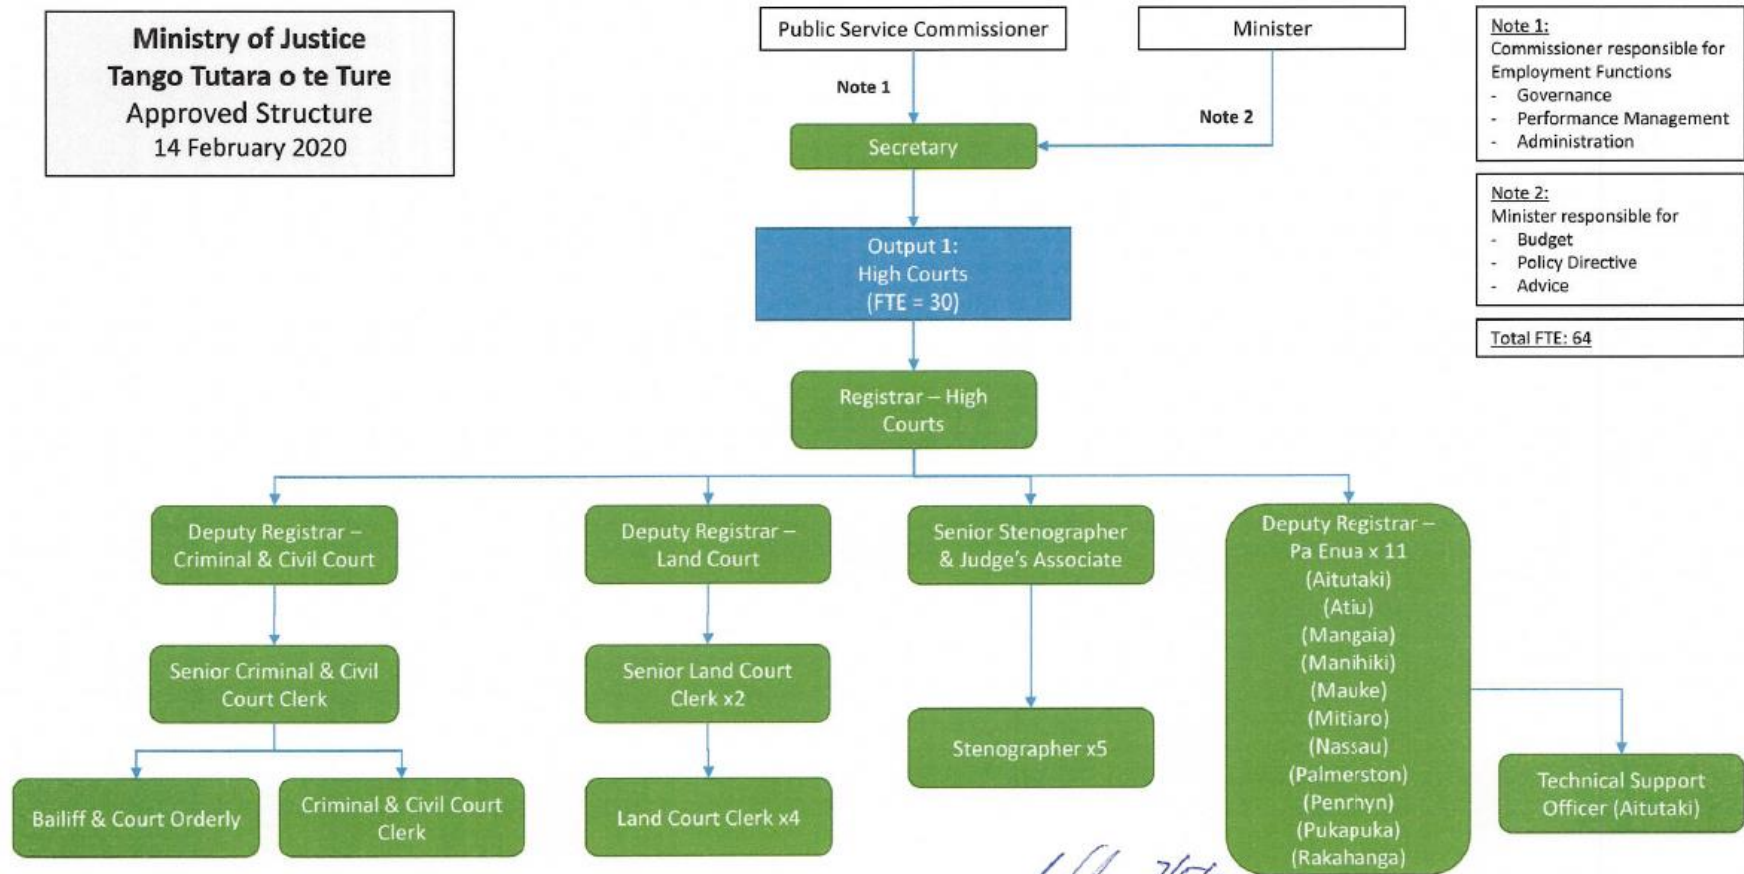 Ministry of Justice
Tango Tutara o te Ture
Approved Structure
14 February 2020
Public Service Commissioner
Minister
Note 1
Note 2
Note 1:
Commissioner responsible for
Employment Functions
- Governance
- Performance Management
- Administration
Note 2:
Minister responsible for
- Budget
- Policy Directive
- Advice
Total FTE: 64
Secretary
Output 1:
High Courts
(FTE = 30)
Registrar – High
Courts
Deputy Registrar –
Criminal & Civil Court
Senior Criminal & Civil
Court Clerk
Bailiff & Court Orderly
Criminal & Civil Court
Clerk
Deputy Registrar –
Land Court
Senior Land Court
Clerk x2
Land Court Clerk x4
Senior Stenographer
& Judge's Associate
Stenographer x5
Deputy Registrar –
Pa Enua x 11
(Aitutaki)
(Atiu)
(Mangaia)
(Manihiki)
(Mauke)
(Mitiaro)
(Nassau)
(Palmerston)
(Penrhyn)
(Pukapuka)
(Rakahanga)
Technical Support
Officer (Aitutaki)